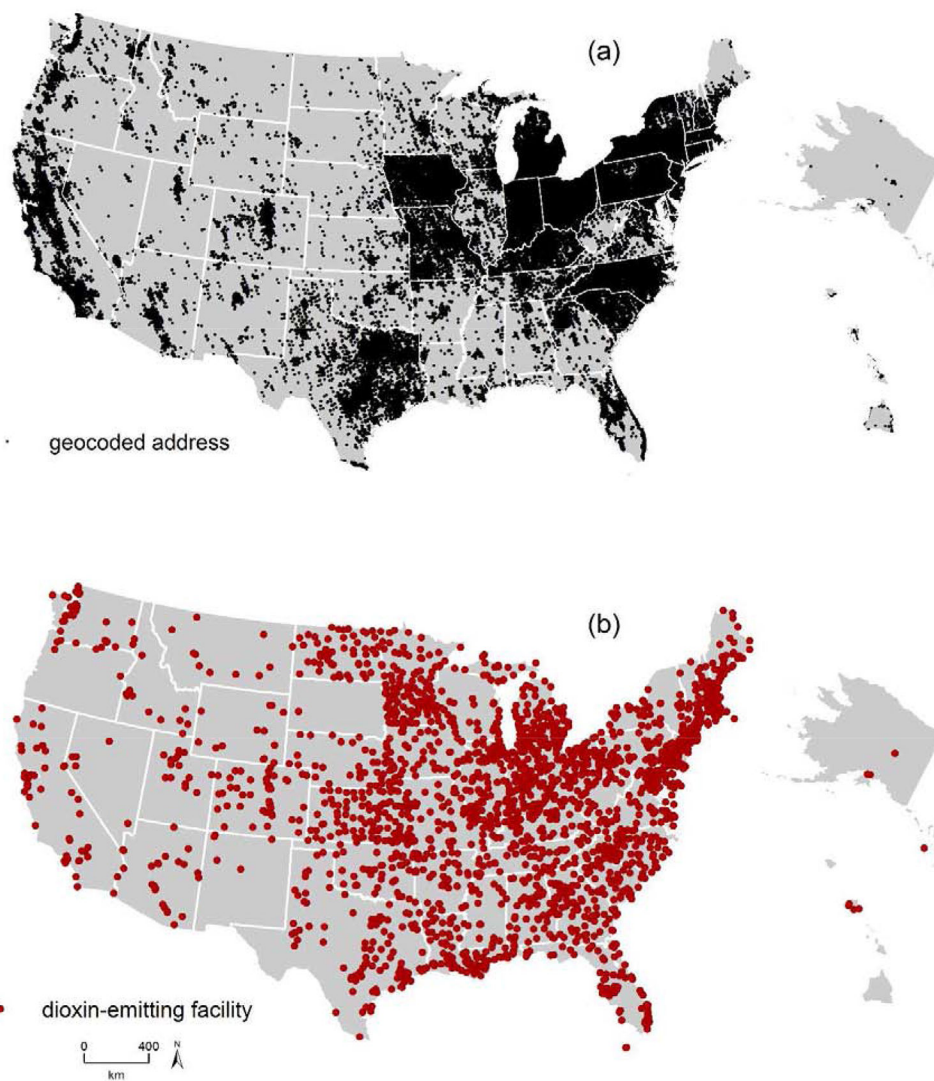 (a)
geocoded address
(b)
dioxin-emitting facility
0 400 N
km